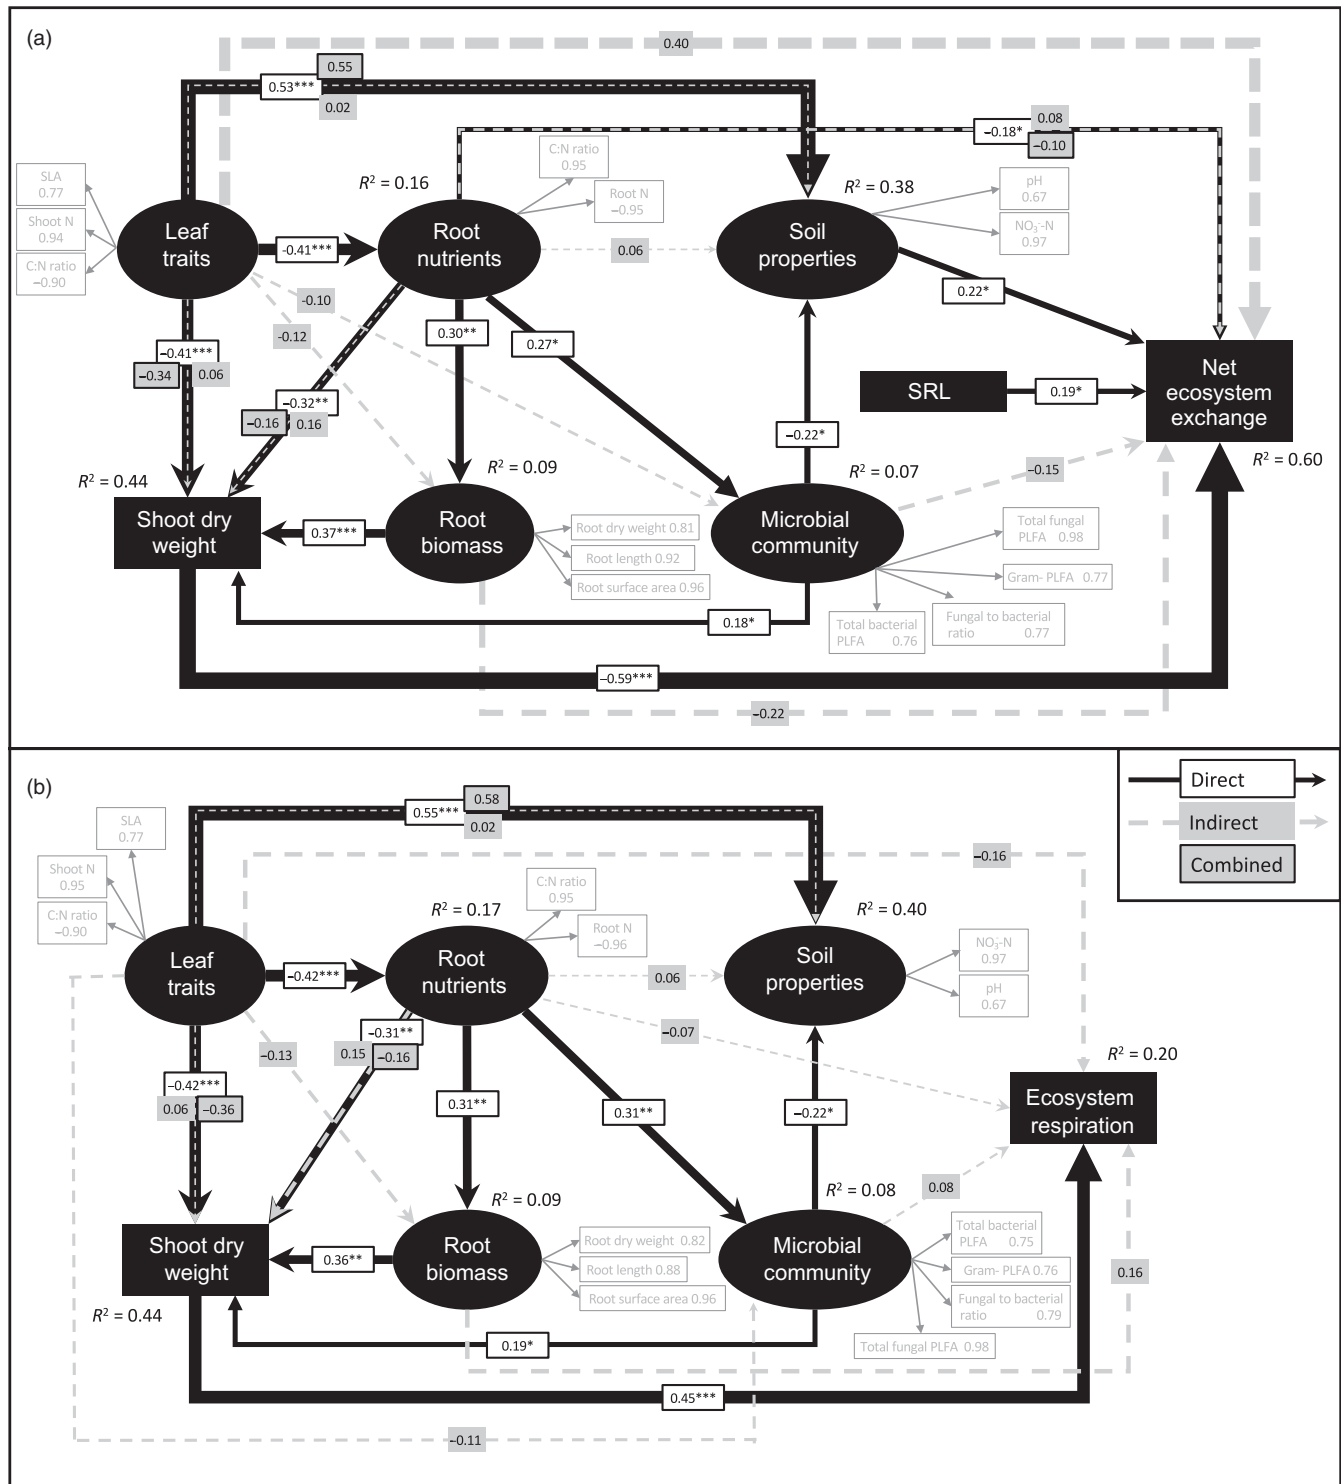 (a)
0.40
0.55
0.53***
0.02
0.08
−0.18*
−0.10
C:N ratio
0.95
R² = 0.16
Root N
−0.95
R² = 0.38
pH
0.67
NO₃⁻-N
0.97
SLA
0.77
Shoot N
0.94
C:N ratio
−0.90
Leaf
traits
-0.41***
Root
nutrients
0.06
Soil
properties
0.22*
-0.10
-0.12
0.30**
0.27*
−0.41***
−0.34
0.06
−0.32**
−0.16
0.16
SRL
0.19*
Net
ecosystem
exchange
R² = 0.60
−0.22*
R² = 0.44
R² = 0.09
R² = 0.07
−0.15
Shoot dry
weight
0.37***
Root
biomass
Root dry weight 0.81
Root length 0.92
Root surface area 0.96
Microbial
community
Total fungal
PLFA 0.98
Gram- PLFA 0.77
Total bacterial
PLFA 0.76
Fungal to bacterial
ratio 0.77
0.18*
−0.59***
−0.22
(b)
Direct
Indirect
Combined
SLA
0.77
Shoot N
0.95
C:N ratio
−0.90
0.58
0.55***
0.02
−0.16
C:N ratio
0.95
Root N
−0.96
R² = 0.17
R² = 0.40
NO₃⁻-N
0.97
pH
0.67
Leaf
traits
−0.42***
Root
nutrients
0.06
Soil
properties
−0.07
−0.31**
0.15
−0.16
−0.13
R² = 0.20
−0.42***
0.06
−0.36
0.31**
0.31**
−0.22*
Ecosystem
respiration
R² = 0.09
R² = 0.08
0.08
Shoot dry
weight
0.36**
Root
biomass
Root dry weight 0.82
Root length 0.88
Root surface area 0.96
Microbial
community
Total bacterial
PLFA 0.75
Gram- PLFA 0.76
Fungal to bacterial
ratio 0.79
Total fungal PLFA 0.98
0.16
R² = 0.44
0.19*
0.45***
−0.11